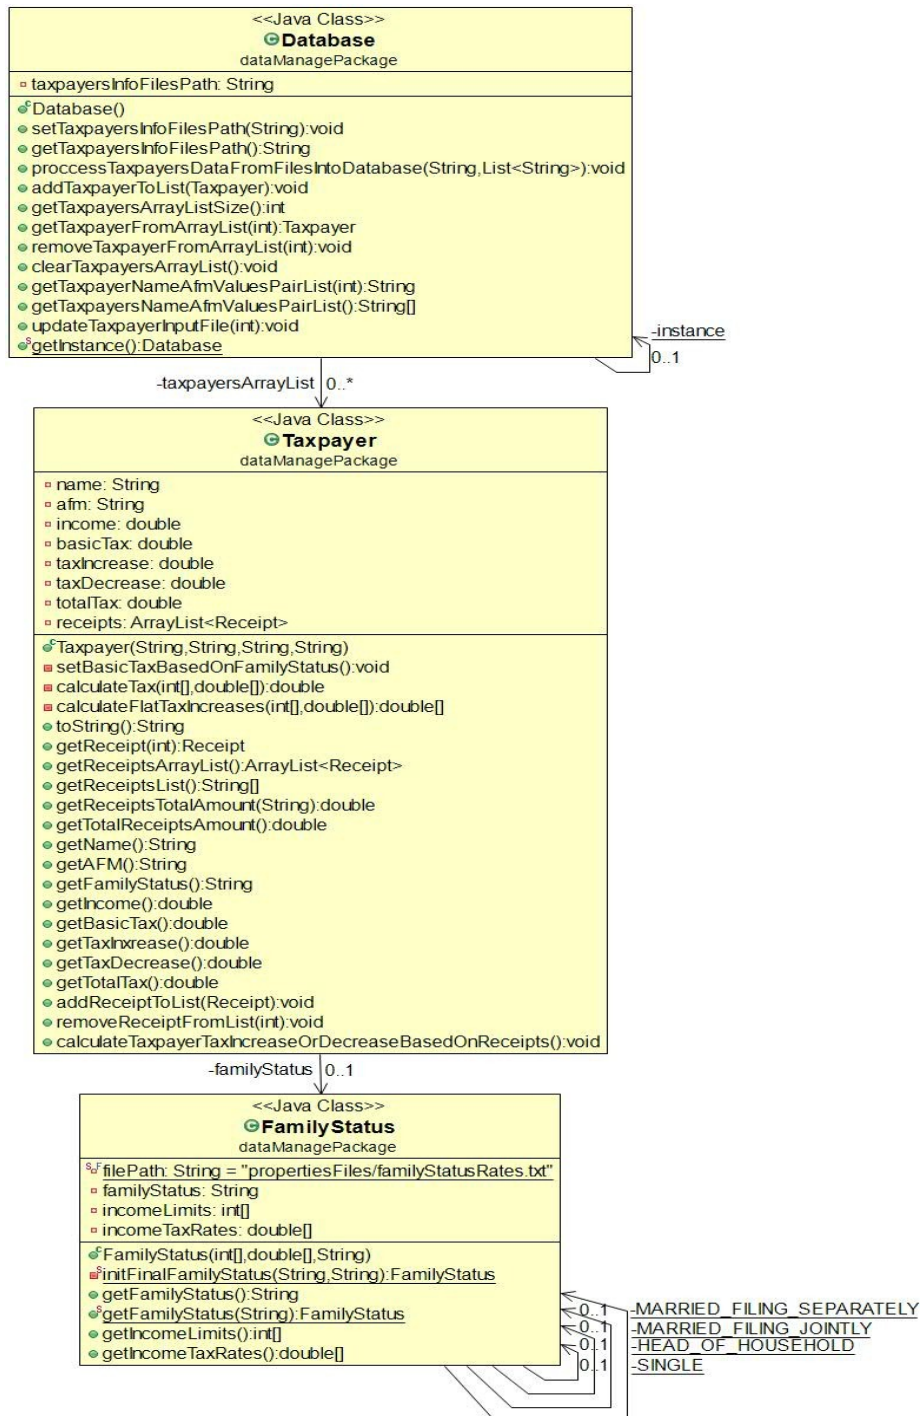 <<Java Class>>
Database
dataManagePackage
taxpayersInfoFilesPath: String
Database()
setTaxpayersInfoFilesPath(String):void
getTaxpayersInfoFilesPath():String
proccessTaxpayersDataFromFilesIntoDatabase(String,List<String>):void
addTaxpayerToList(Taxpayer):void
getTaxpayersArrayListSize():int
getTaxpayerFromArrayList(int):Taxpayer
removeTaxpayerFromArrayList(int):void
clearTaxpayersArrayList():void
getTaxpayerNameAfmValuesPairList(int):String
getTaxpayersNameAfmValuesPairList():String[]
updateTaxpayerInputFile(int):void
getInstance():Database
-instance
0..1
-taxpayersArrayList 0..*
<<Java Class>>
Taxpayer
dataManagePackage
name: String
afm: String
income: double
basicTax: double
taxIncrease: double
taxDecrease: double
totalTax: double
receipts: ArrayList<Receipt>
Taxpayer(String,String,String,String)
setBasicTaxBasedOnFamilyStatus():void
calculateTax(int[],double[]):double
calculateFlatTaxIncreases(int[],double[]):double[]
toString():String
getReceipt(int):Receipt
getReceiptsArrayList():ArrayList<Receipt>
getReceiptsList():String[]
getReceiptsTotalAmount(String):double
getTotalReceiptsAmount():double
getName():String
getAFM():String
getFamilyStatus():String
getIncome():double
getBasicTax():double
getTaxInxrease():double
getTaxDecrease():double
getTotalTax():double
addReceiptToList(Receipt):void
removeReceiptFromList(int):void
calculateTaxpayerTaxIncreaseOrDecreaseBasedOnReceipts():void
-familyStatus 0..1
<<Java Class>>
FamilyStatus
dataManagePackage
filePath: String = "propertiesFiles/familyStatusRates.txt"
familyStatus: String
incomeLimits: int[]
incomeTaxRates: double[]
FamilyStatus(int[],double[],String)
initFinalFamilyStatus(String,String):FamilyStatus
getFamilyStatus():String
getFamilyStatus(String):FamilyStatus
getIncomeLimits():int[]
getIncomeTaxRates():double[]
0..1 -MARRIED_FILING_SEPARATELY
0..1 -MARRIED_FILING_JOINTLY
0..1 -HEAD_OF_HOUSEHOLD
0..1 -SINGLE